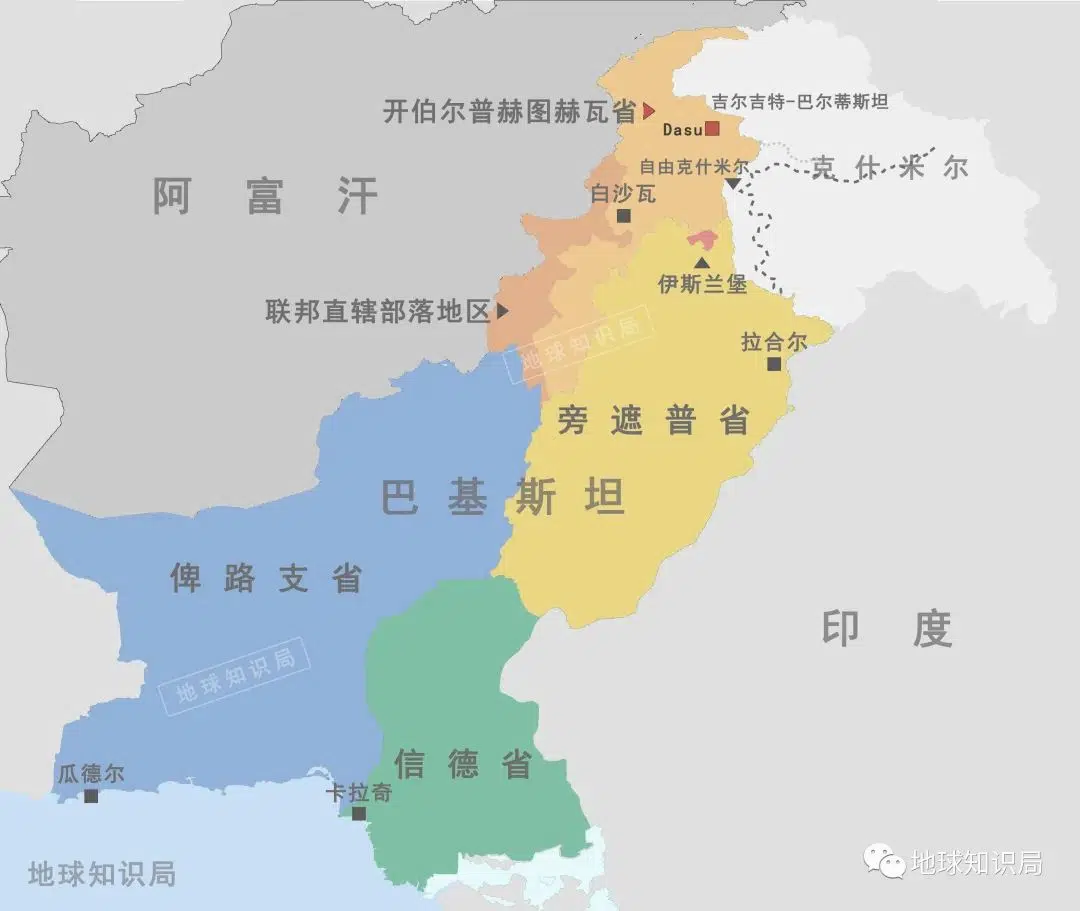 开伯尔普赫图赫瓦省
吉尔吉特-巴尔蒂斯坦
Dasu
自由克什米尔
克什米尔
阿富汗
白沙瓦
伊斯兰堡
联邦直辖部落地区
地球知识局
拉合尔
旁遮普省
巴基斯坦
俾路支省
印度
地球知识局
信德省
瓜德尔
卡拉奇
地球知识局
地球知识局